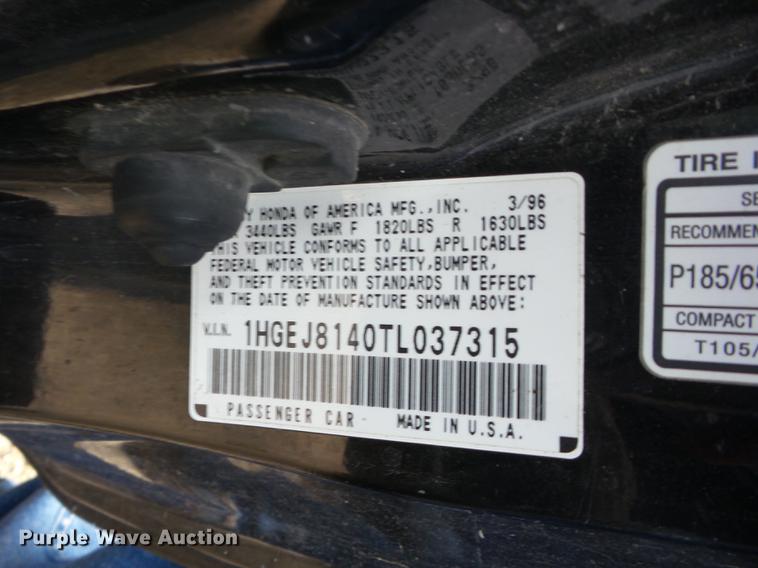 Y HONDA OF AMERICA MFG.,INC. 3/96
3440LBS GAWR F 1820LBS R 1630LBS
THIS VEHICLE CONFORMS TO ALL APPLICABLE
FEDERAL MOTOR VEHICLE SAFETY,BUMPER,
AND THEFT PREVENTION STANDARDS IN EFFECT
ON THE DATE OF MANUFACTURE SHOWN ABOVE:
V.I.N. 1HGEJ8140TL037315
PASSENGER CAR MADE IN U.S.A.
TIRE
SE
RECOMMEN
P185/65
COMPACT
T105/
Purple Wave Auction